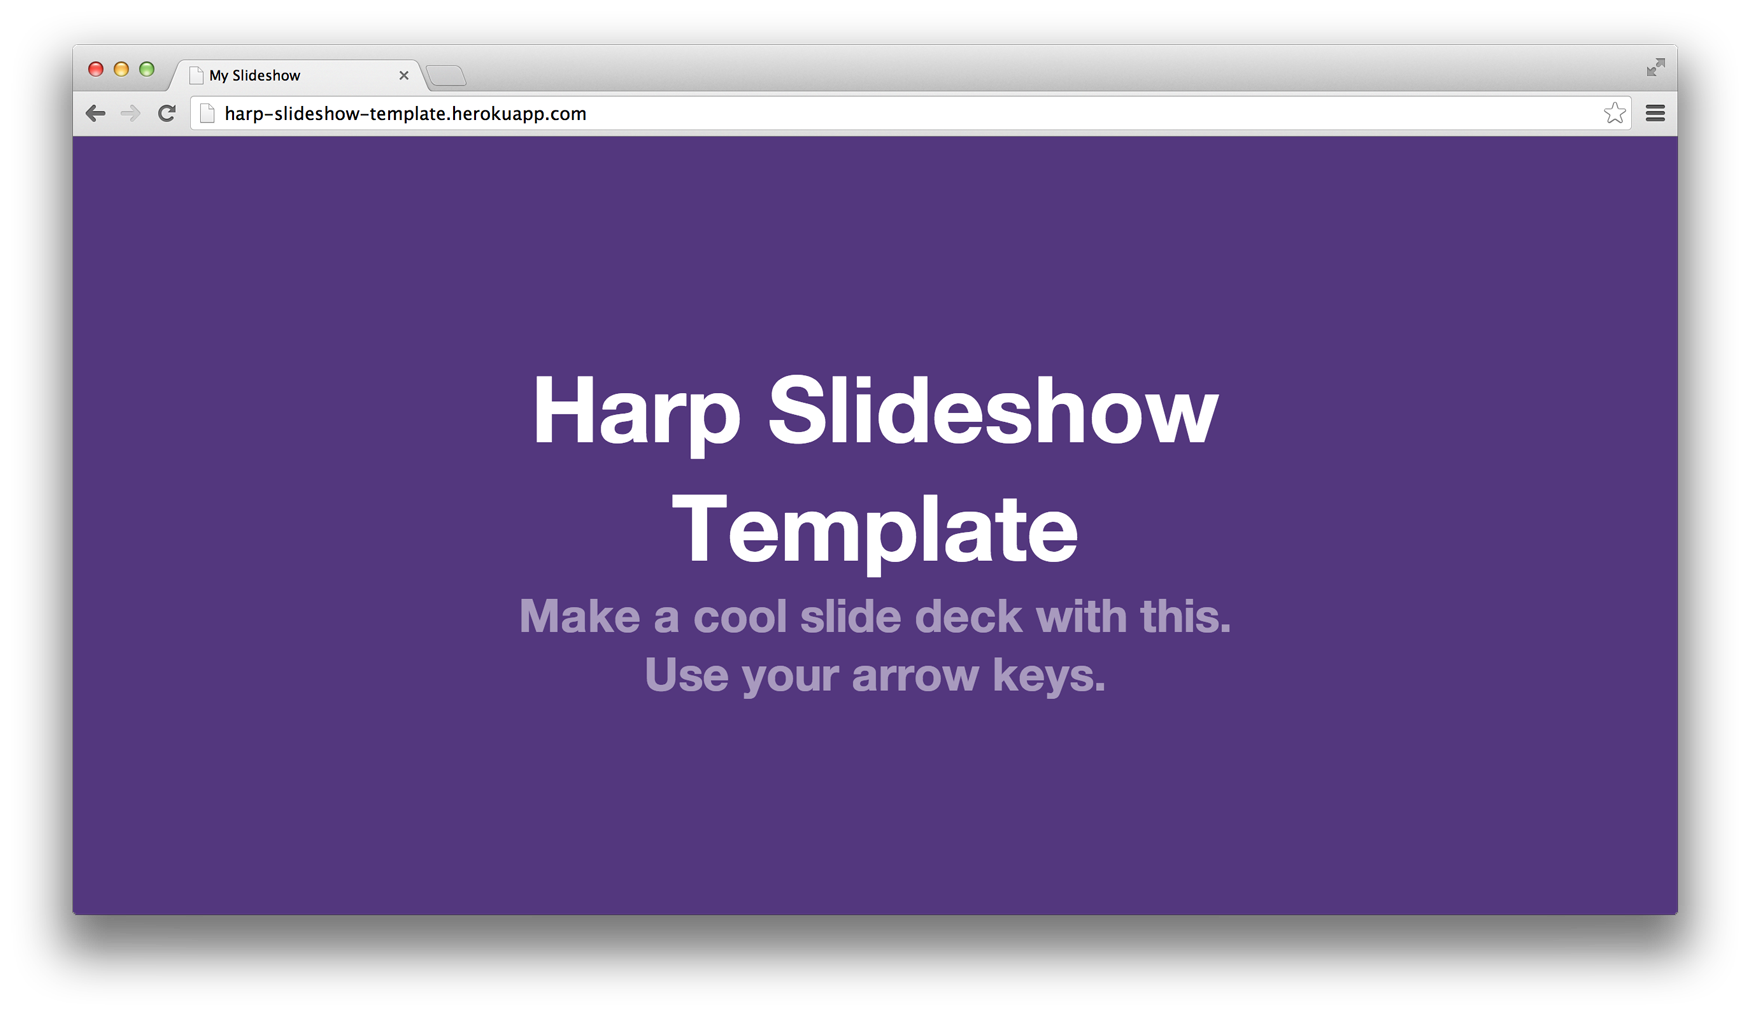 My Slideshow
harp-slideshow-template.herokuapp.com
Harp Slideshow
Template
Make a cool slide deck with this.
Use your arrow keys.